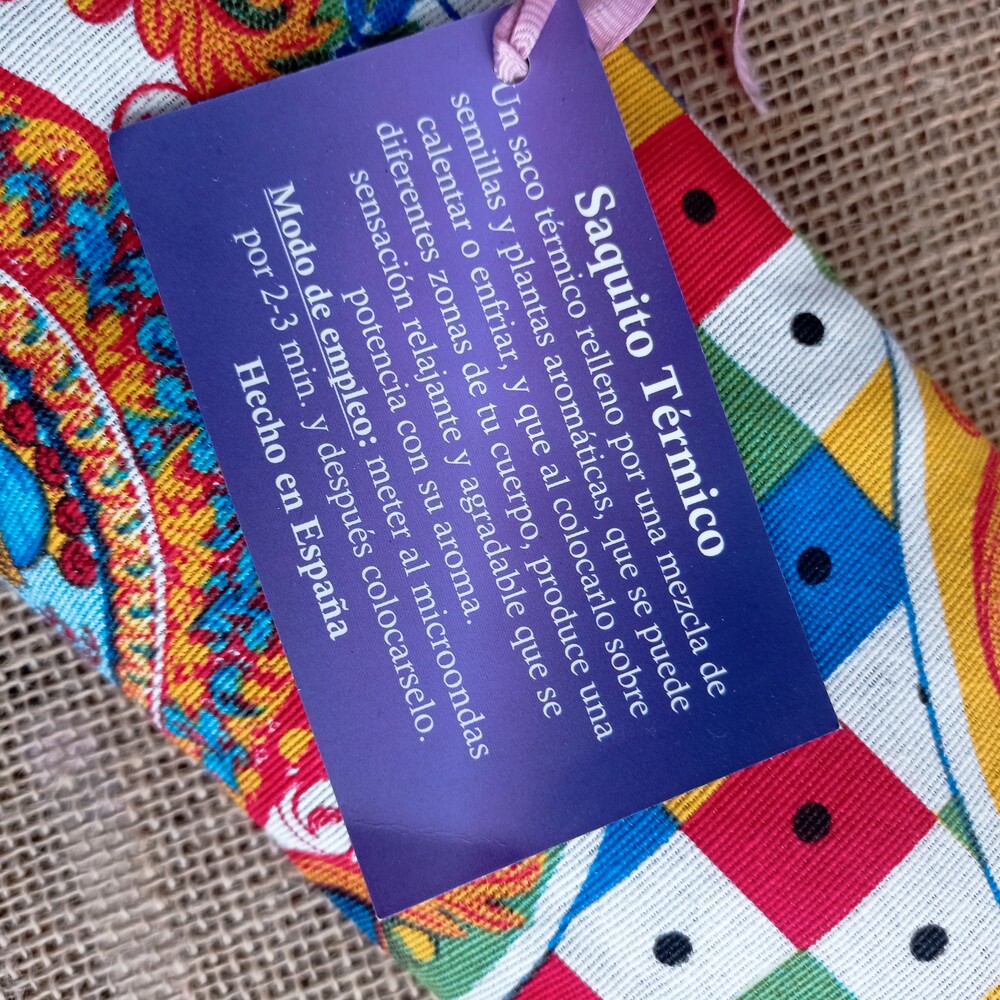 Saquito Térmico
Un saco térmico relleno por una mezcla de
semillas y plantas aromáticas, que se puede
calentar o enfriar, y que al colocarlo sobre
diferentes zonas de tu cuerpo, produce una
sensación relajante y agradable que se
potencia con su aroma.
Modo de empleo: meter al microondas
por 2-3 min. y después colocarselo.
Hecho en España